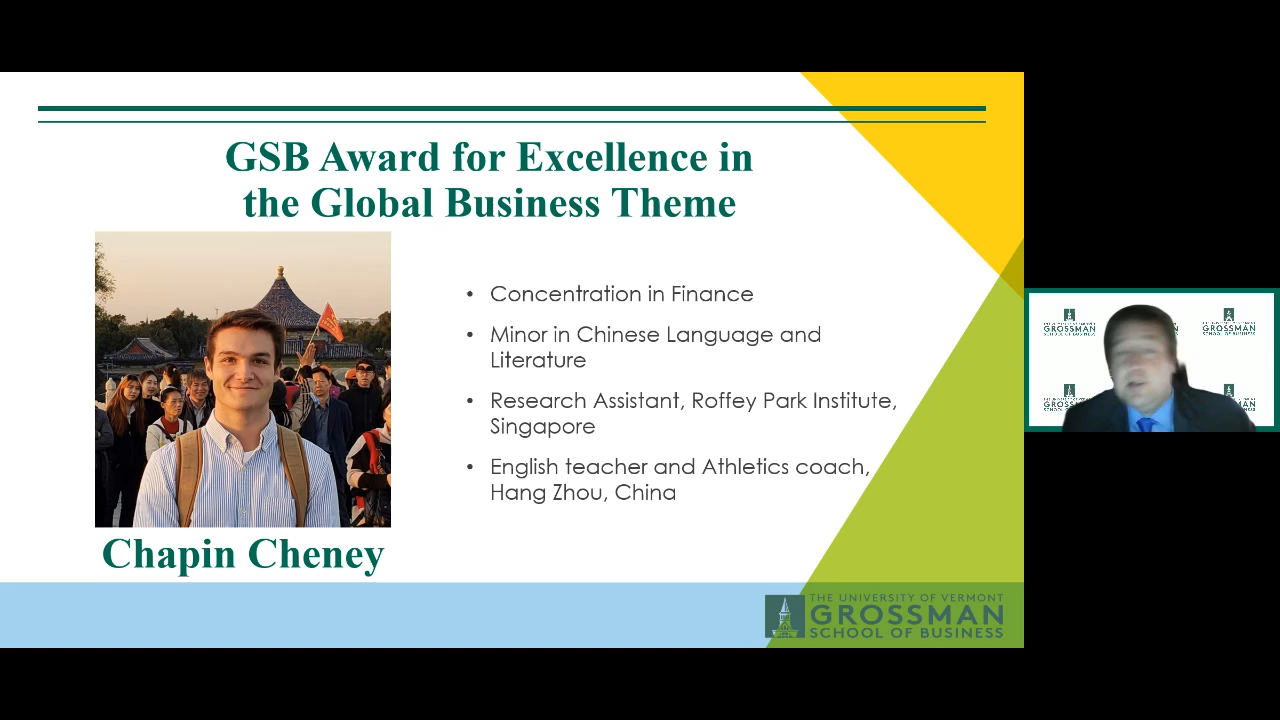 GSB Award for Excellence in
the Global Business Theme
• Concentration in Finance
• Minor in Chinese Language and
Literature
• Research Assistant, Roffey Park Institute,
Singapore
• English teacher and Athletics coach,
Hang Zhou, China
Chapin Cheney
THE UNIVERSITY OF VERMONT
GROSSMAN
SCHOOL OF BUSINESS
GROSSMAN
GROSSMAN